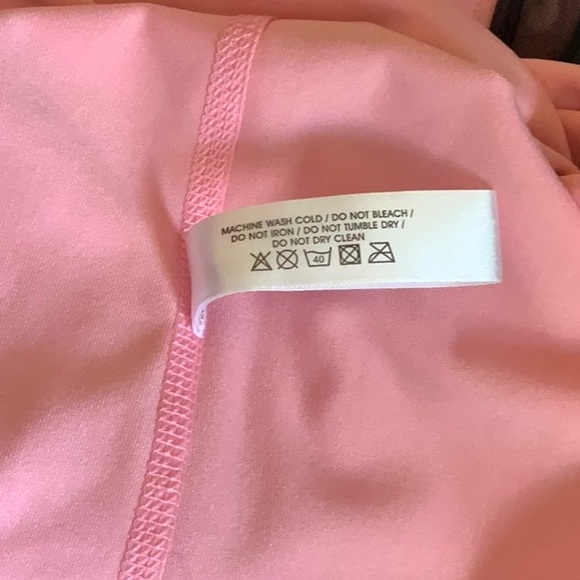 MACHINE WASH COLD / DO NOT BLEACH /
DO NOT IRON / DO NOT TUMBLE DRY /
DO NOT DRY CLEAN
40